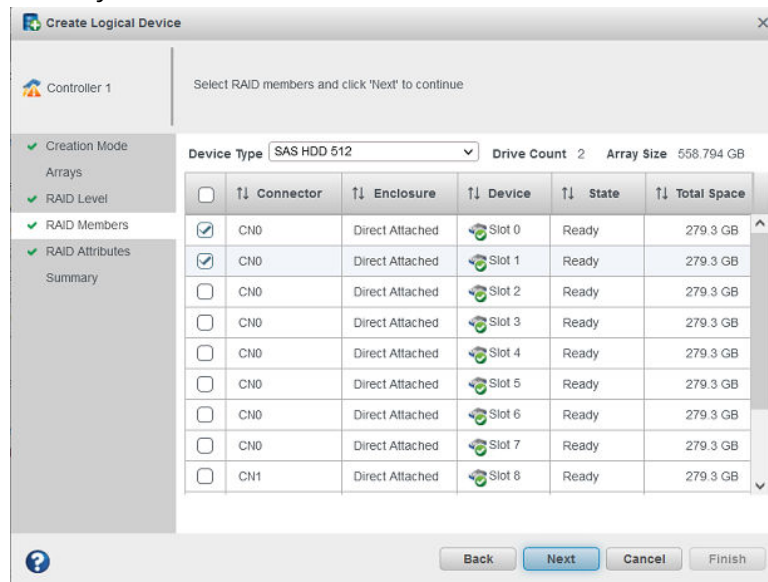 Create Logical Device
Controller 1
Select RAID members and click 'Next' to continue
Creation Mode
Arrays
RAID Level
RAID Members
RAID Attributes
Summary
Device Type SAS HDD 512 Drive Count 2 Array Size 558.794 GB
Connector Enclosure Device State Total Space
CN0 Direct Attached Slot 0 Ready 279.3 GB
CN0 Direct Attached Slot 1 Ready 279.3 GB
CN0 Direct Attached Slot 2 Ready 279.3 GB
CN0 Direct Attached Slot 3 Ready 279.3 GB
CN0 Direct Attached Slot 4 Ready 279.3 GB
CN0 Direct Attached Slot 5 Ready 279.3 GB
CN0 Direct Attached Slot 6 Ready 279.3 GB
CN0 Direct Attached Slot 7 Ready 279.3 GB
CN1 Direct Attached Slot 8 Ready 279.3 GB
Back Next Cancel Finish